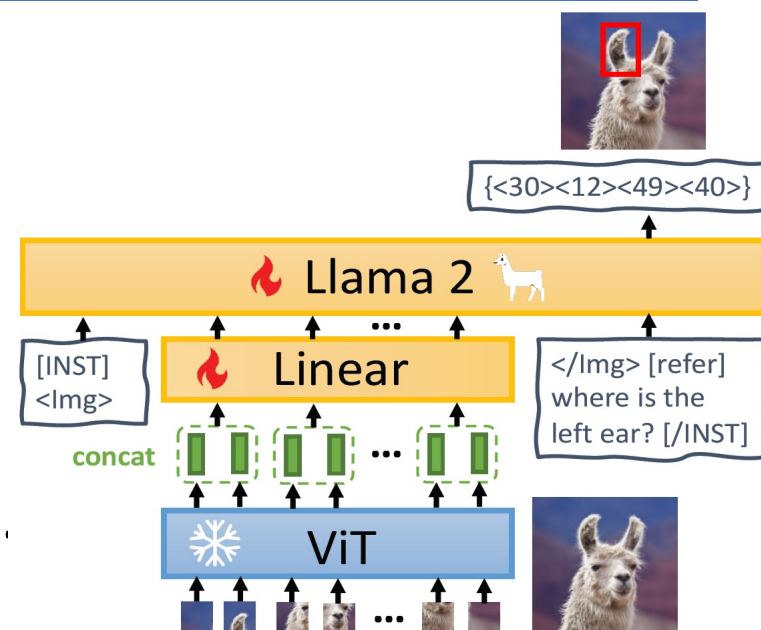 {<30><12><49><40>}
Llama 2
...
[INST]
<Img>
Linear
</Img> [refer]
where is the
left ear? [/INST]
concat
...
ViT
...